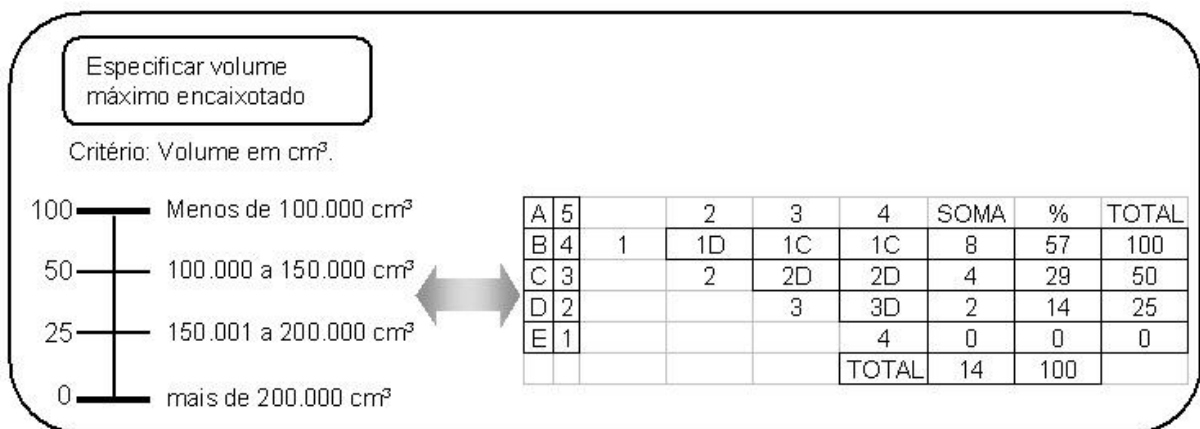 Especificar volume
máximo encaixotado
Critério: Volume em cm³.
100 Menos de 100.000 cm³
50 100.000 a 150.000 cm³
25 150.001 a 200.000 cm³
0 mais de 200.000 cm³
A 5 2 3 4 SOMA % TOTAL
B 4 1 1D 1C 1C 8 57 100
C 3 2 2D 2D 4 29 50
D 2 3 3D 2 14 25
E 1 4 0 0 0
TOTAL 14 100